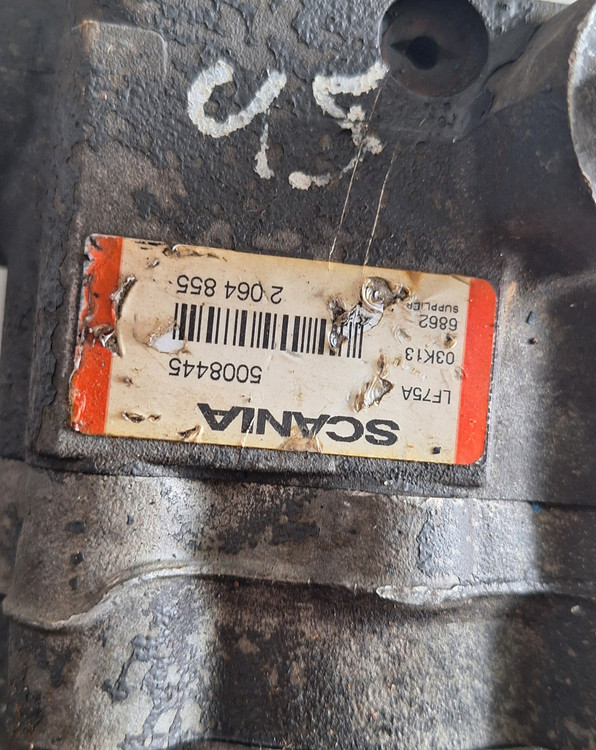 SCANIA
LF75A
5008445
03K13
6862
SUPPLIER
2 064 855